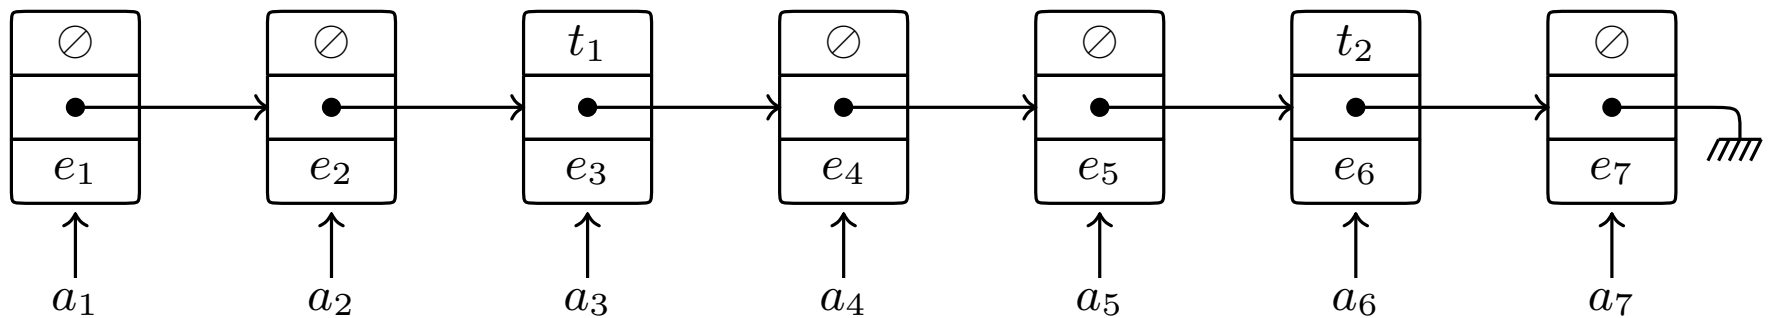 ⊘ ⊘ t₁ ⊘ ⊘ t₂ ⊘
e₁ e₂ e₃ e₄ e₅ e₆ e₇
a₁ a₂ a₃ a₄ a₅ a₆ a₇